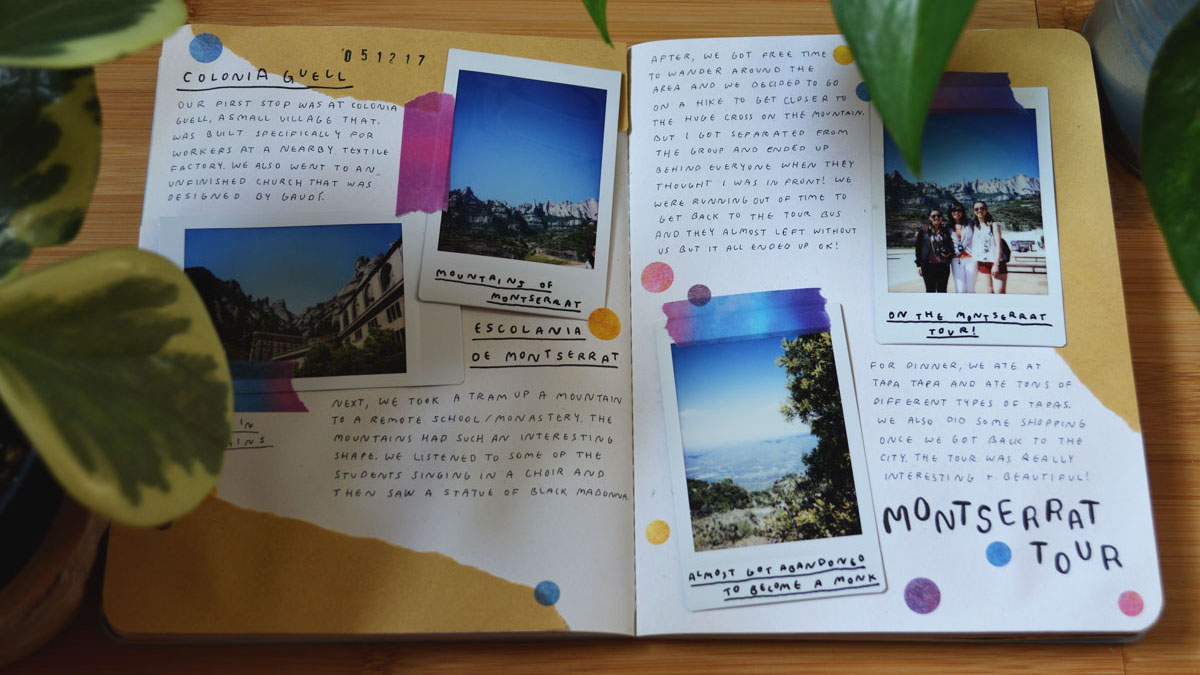 051217
COLONIA GUELL
OUR FIRST STOP WAS AT COLONIA
GUELL, A SMALL VILLAGE THAT
WAS BUILT SPECIFICALLY FOR
WORKERS AT A NEARBY TEXTILE
FACTORY. WE ALSO WENT TO AN
UNFINISHED CHURCH THAT WAS
DESIGNED BY GAUDÍ.
MOUNTAINS OF
MONTSERRAT
ESCOLANIA
DE MONTSERRAT
IN
NEXT, WE TOOK A TRAM UP A MOUNTAIN
TO A REMOTE SCHOOL/MONASTERY. THE
MOUNTAINS HAD SUCH AN INTERESTING
SHAPE. WE LISTENED TO SOME OF THE
STUDENTS SINGING IN A CHOIR AND
THEN SAW A STATUE OF BLACK MADONNA
AFTER, WE GOT FREE TIME
TO WANDER AROUND THE
AREA AND WE DECIDED TO GO
ON A HIKE TO GET CLOSER TO
THE HUGE CROSS ON THE MOUNTAIN.
BUT I GOT SEPARATED FROM
THE GROUP AND ENDED UP
BEHIND EVERYONE WHEN THEY
THOUGHT I WAS IN FRONT! WE
WERE RUNNING OUT OF TIME TO
GET BACK TO THE TOUR BUS
AND THEY ALMOST LEFT WITHOUT
US BUT IT ALL ENDED UP OK!
ON THE MONTSERRAT
TOUR!
ALMOST GOT ABANDONED
TO BECOME A MONK
FOR DINNER, WE ATE AT
TAPA TAPA AND ATE TONS OF
DIFFERENT TYPES OF TAPAS.
WE ALSO DID SOME SHOPPING
ONCE WE GOT BACK TO THE
CITY. THE TOUR WAS REALLY
INTERESTING + BEAUTIFUL!
MONTSERRAT
TOUR